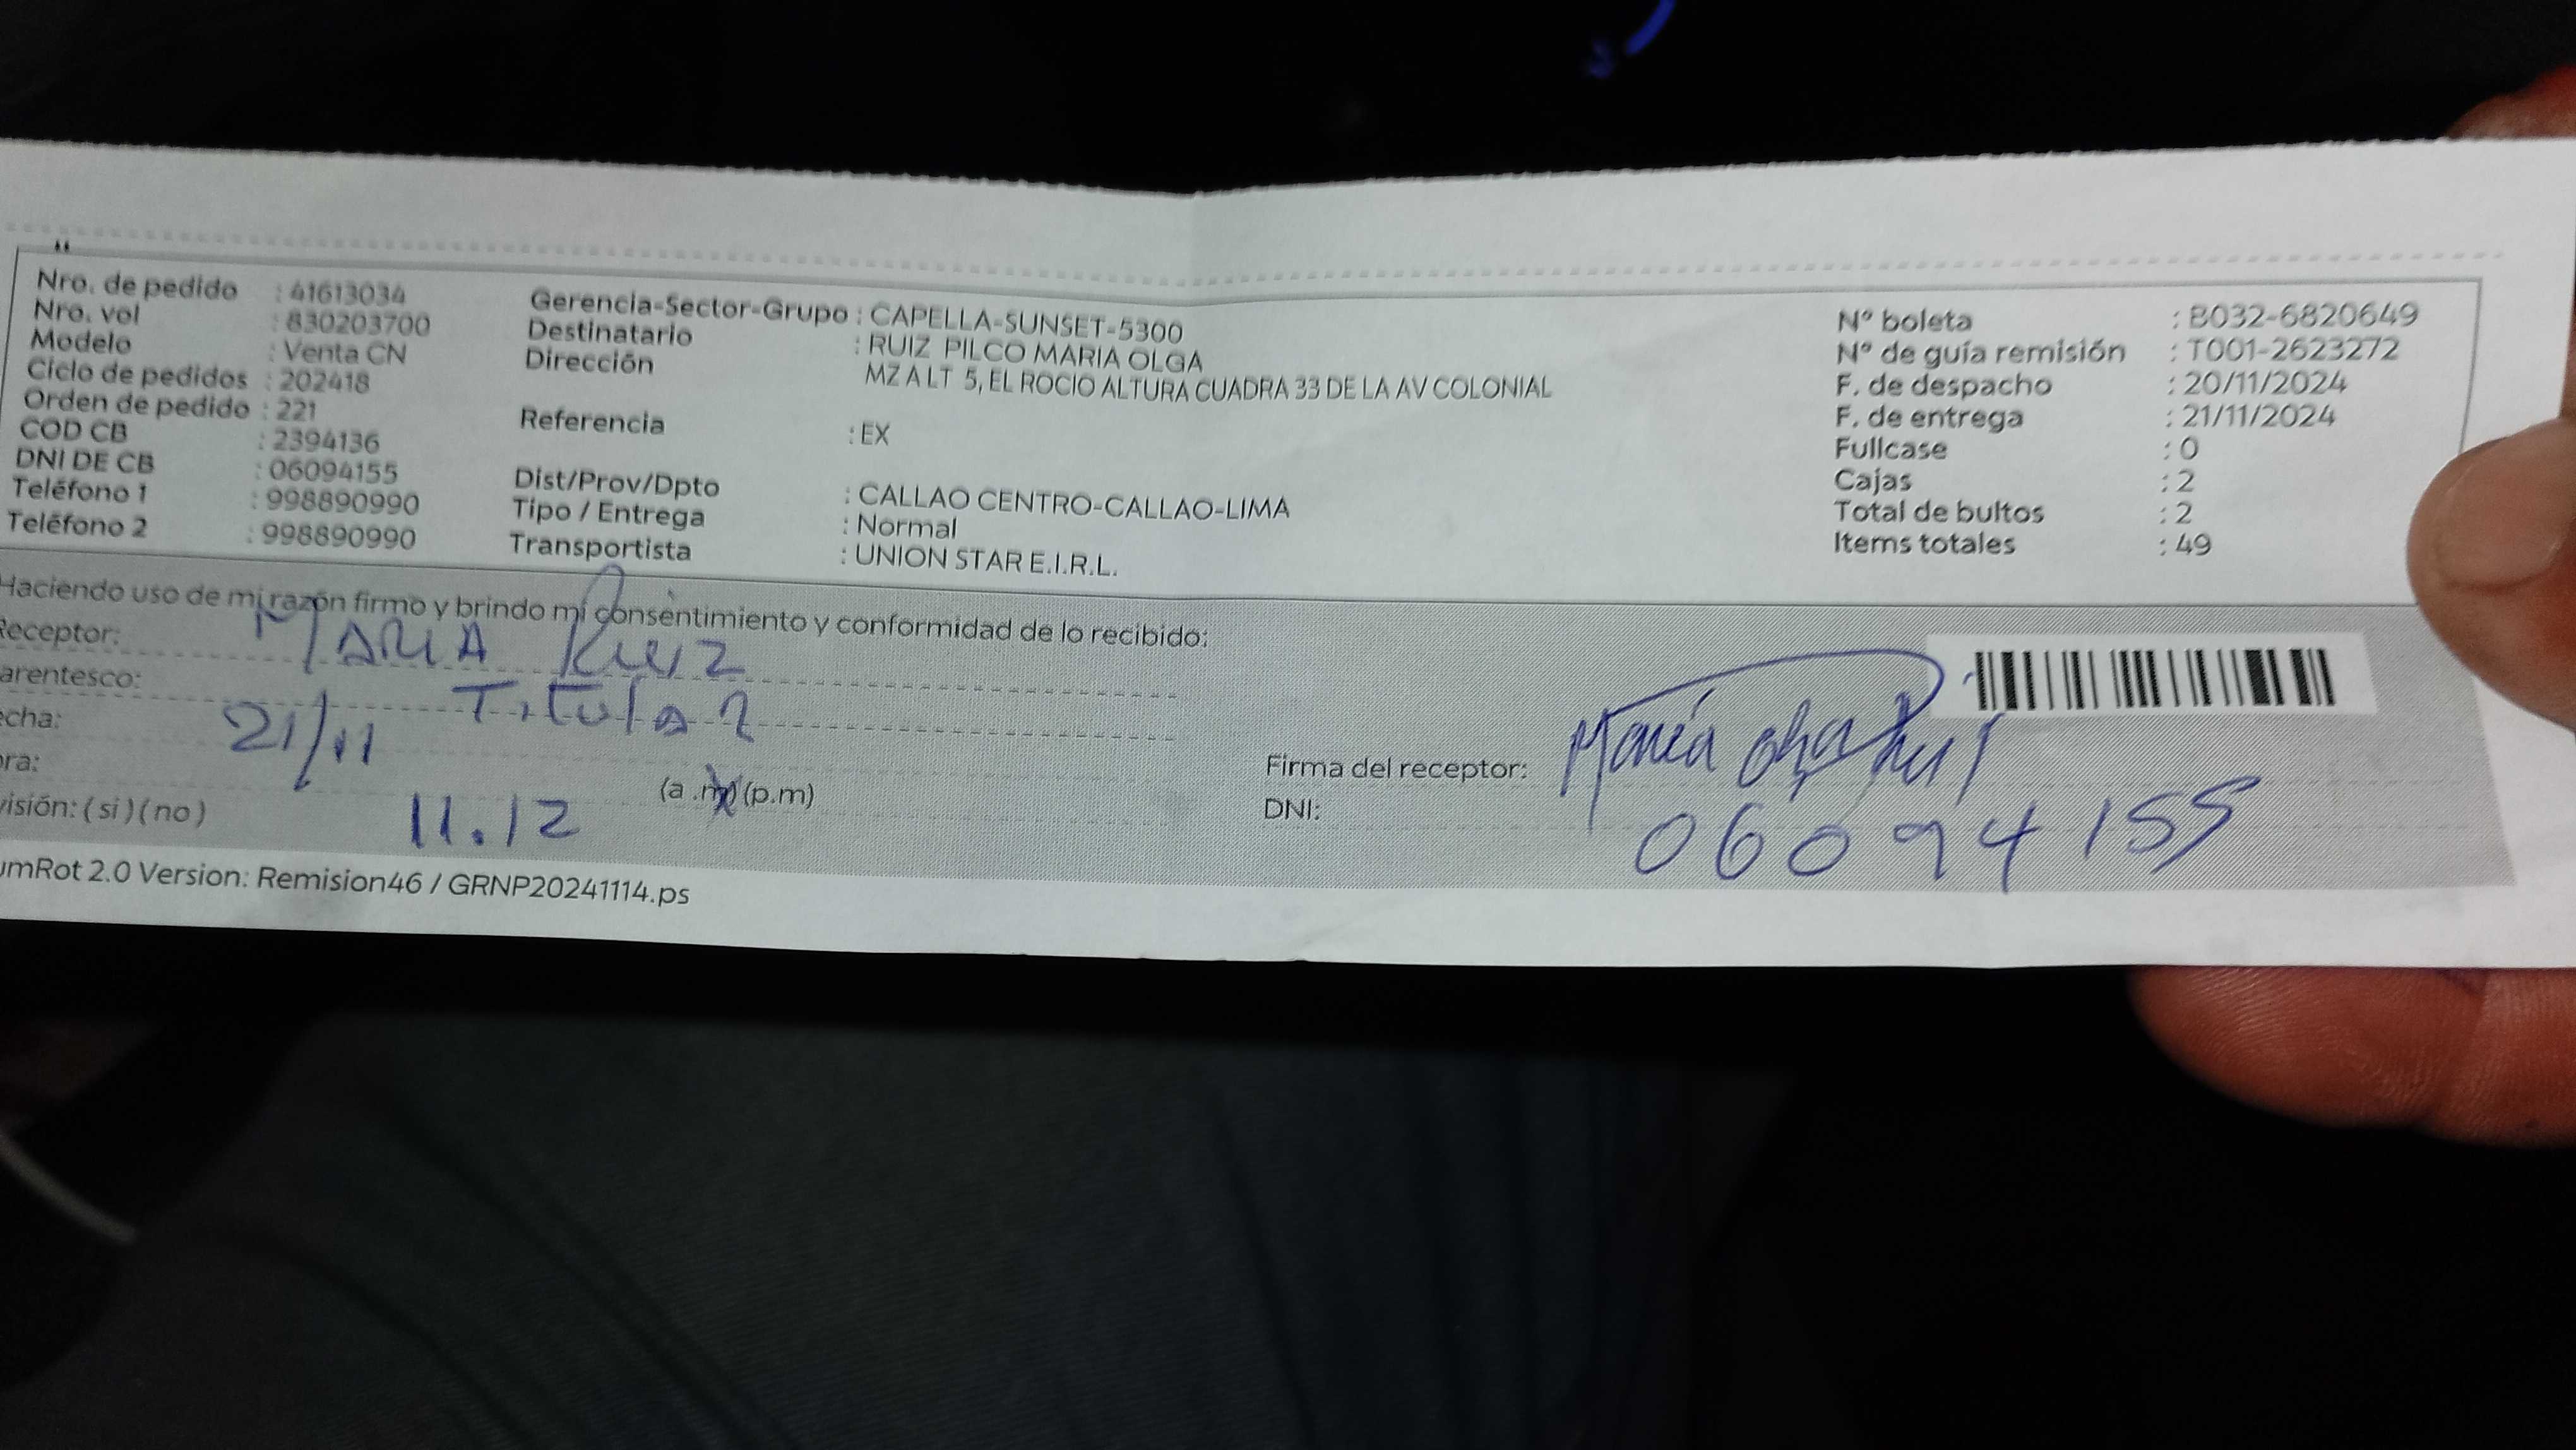 Nro. de pedido : 41613034
Nro. vol : 830203700
Modelo : Venta CN
Ciclo de pedidos : 202418
Orden de pedido : 221
COD CB : 2394136
DNI DE CB : 06094155
Teléfono 1 : 998890990
Teléfono 2 : 998890990
Gerencia-Sector-Grupo : CAPELLA-SUNSET-5300
Destinatario : RUIZ PILCO MARIA OLGA
Dirección MZ A LT 5, EL ROCIO ALTURA CUADRA 33 DE LA AV COLONIAL
Referencia : EX
Dist/Prov/Dpto : CALLAO CENTRO-CALLAO-LIMA
Tipo / Entrega : Normal
Transportista : UNION STAR E.I.R.L.
N° boleta : B032-6820649
N° de guía remisión : T001-2623272
F. de despacho : 20/11/2024
F. de entrega : 21/11/2024
Fullcase : 0
Cajas : 2
Total de bultos : 2
Items totales : 49
Haciendo uso de mi razón firmo y brindo mi consentimiento y conformidad de lo recibido:
Receptor: MARIA Ruiz
arentesco: Titular
echa: 21/11
ora: 11.12 (a.m) (p.m)
visión: ( si ) ( no )
Firma del receptor: María Olga Ruiz
DNI: 06094155
umRot 2.0 Version: Remision46 / GRNP20241114.ps